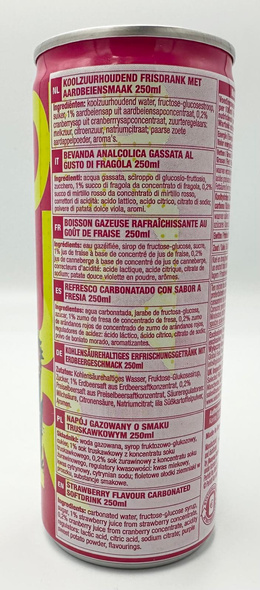 NL KOOLZUURHOUDEND FRISDRANK MET
AARDBEIENSMAAK 250ml
Ingrediënten: koolzuurhoudend water, fructose-glucosestroop,
suiker, 1% aardbeiensap uit aardbeiensapconcentraat, 0,2%
cranberrysap uit cranberrysapconcentraat, zuurteregelaars:
melkzuur, citroenzuur, natriumcitraat; paarse zoete
aardappelpoeder, aroma's.
IT BEVANDA ANALCOLICA GASSATA AL
GUSTO DI FRAGOLA 250ml
Ingredienti: acqua gassata, sciroppo di glucosio-fruttosio,
zucchero, 1% succo di fragola da concentrato di fragola, 0,2%
succo di mirtillo rosso da concentrato di mirtillo rosso,
correttori di acidità: acido lattico, acido citrico, citrato di sodio;
polvere di patata dolce viola, aromi.
FR BOISSON GAZEUSE RAFRAÎCHISSANTE AU
GOÛT DE FRAISE 250ml
Ingrédients: eau gazéifiée, sirop de fructose-glucose, sucre,
1% jus de fraise à base de concentré de jus de fraise, 0,2%
jus de canneberge à base de concentré de jus de canneberge,
correcteurs d'acidité: acide lactique, acide citrique, citrate de
sodium; patate douce violette en poudre, arômes.
ES REFRESCO CARBONATADO CON SABOR A
FRESIA 250ml
Ingredientes: agua carbonatada, jarabe de fructosa-glucosa,
azúcar, 1% zumo de fresa de concentrado de fresa, 0,2% zumo
de arándanos rojos de concentrado de zumo de arándanos rojos,
reguladores de acidez: ácido láctico, ácido cítrico, citrato de sodio
polvo de boniato morado, aromatizantes.
DE KOHLENSÄUREHALTIGES ERFRISCHUNGSGETRÄNK MIT
ERDBEERGESCHMACK 250ml
Zutaten: Kohlensäurehaltiges Wasser, Fruktose-Glukosesirup,
Zucker, 1% Erdbeersaft aus Erdbeersaftkonzentrat, 0,2%
aus Preiselbeersaftkonzentrat, Säureregulatoren:
Milchsäure, Citronensäure, Natriumcitrat; lila Süßkartoffelpulver,
PL NAPÓJ GAZOWANY O SMAKU
TRUSKAWKOWYM 250ml
Składniki: woda gazowana, syrop fruktozowo-glukozowy,
cukier, 1% sok truskawkowy z koncentratu soku
truskawkowego, 0,2% sok żurawinowy z koncentratu soku
żurawinowego, regulatory kwasowości: kwas mlekowy,
kwas cytrynowy, cytrynian sodu; fioletowe słodki ziemniaki w
proszku, substancje smakowe.
EN STRAWBERRY FLAVOUR CARBONATED
SOFTDRINK 250ml
Ingredients: carbonated water, fructose-glucose syrup,
sugar, 1% strawberry juice from strawberry concentrate,
0,2% cranberry juice from cranberry concentrate, acidity
regulators: lactic acid, citric acid, sodium citrate; purple
sweet potato powder, flavourings.